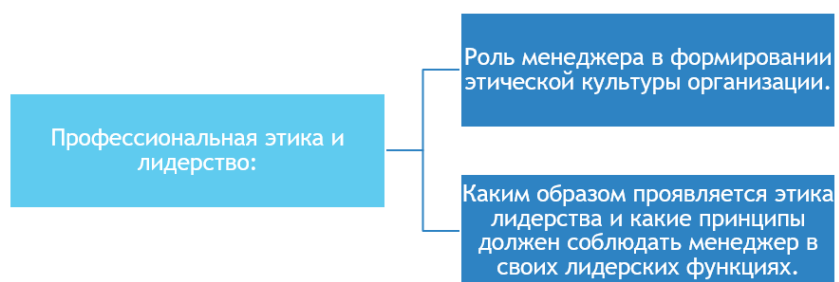 Профессиональная этика и
лидерство:
Роль менеджера в формировании
этической культуры организации.
Каким образом проявляется этика
лидерства и какие принципы
должен соблюдать менеджер в
своих лидерских функциях.